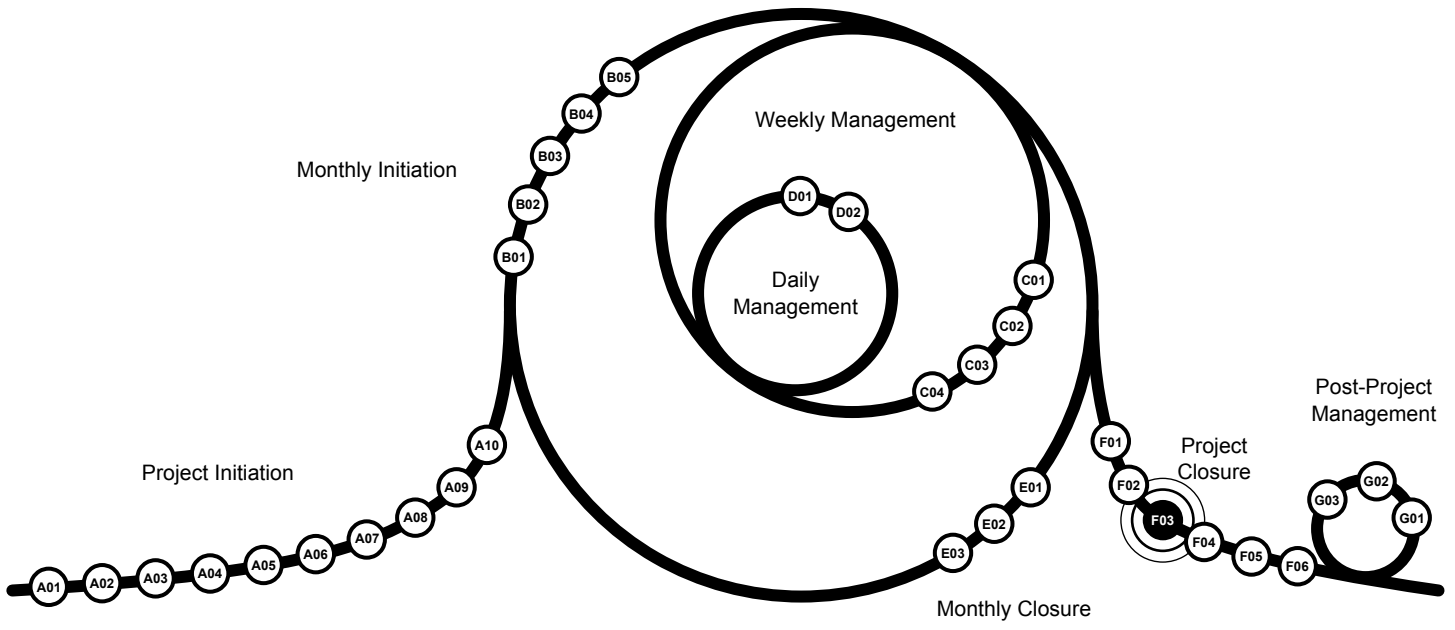 B05
B04
B03
B02
B01
Monthly Initiation
Weekly Management
D01
D02
Daily
Management
C01
C02
C03
C04
Project Initiation
A01
A02
A03
A04
A05
A06
A07
A08
A09
A10
E01
E02
E03
Monthly Closure
F01
F02
F03
F04
F05
F06
Project
Closure
Post-Project
Management
G03
G02
G01